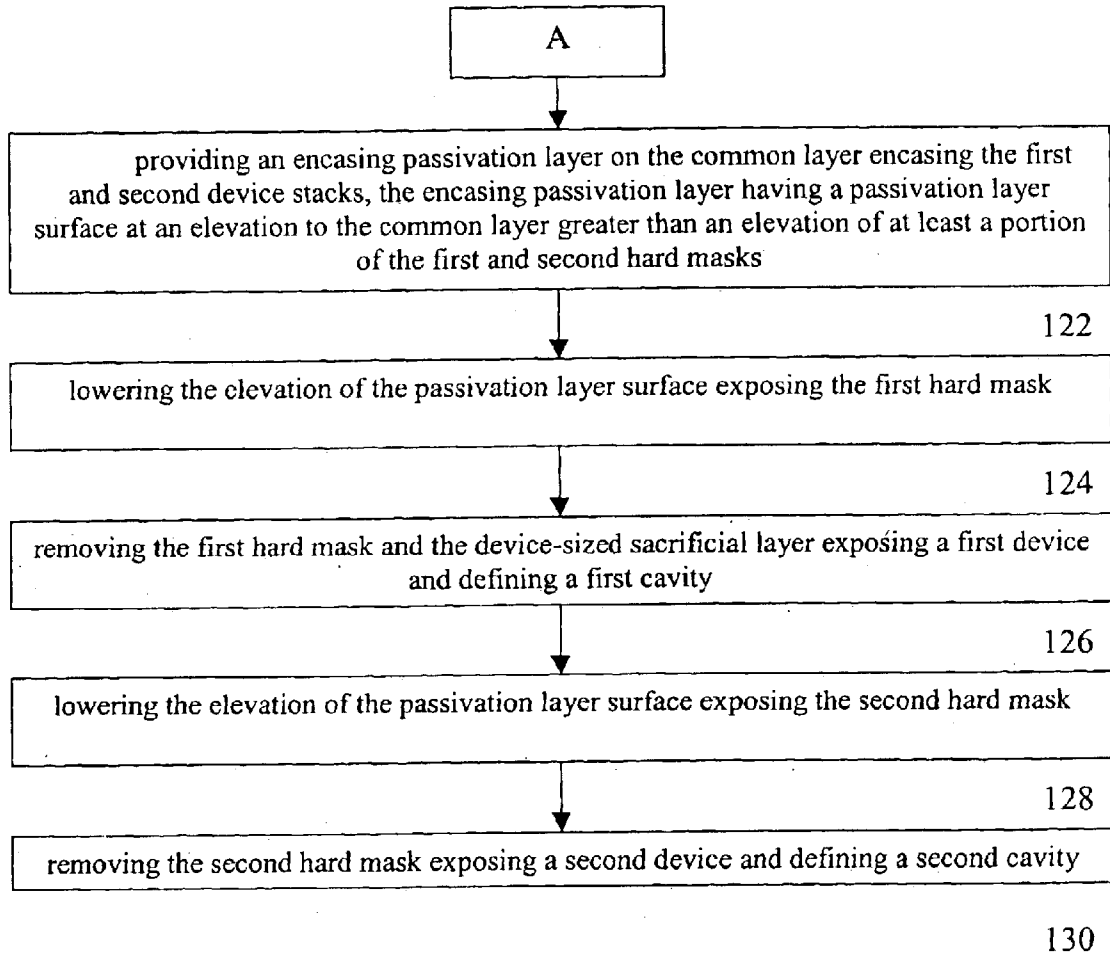 A
providing an encasing passivation layer on the common layer encasing the first
and second device stacks, the encasing passivation layer having a passivation layer
surface at an elevation to the common layer greater than an elevation of at least a portion
of the first and second hard masks
122
lowering the elevation of the passivation layer surface exposing the first hard mask
124
removing the first hard mask and the device-sized sacrificial layer exposing a first device
and defining a first cavity
126
lowering the elevation of the passivation layer surface exposing the second hard mask
128
removing the second hard mask exposing a second device and defining a second cavity
130